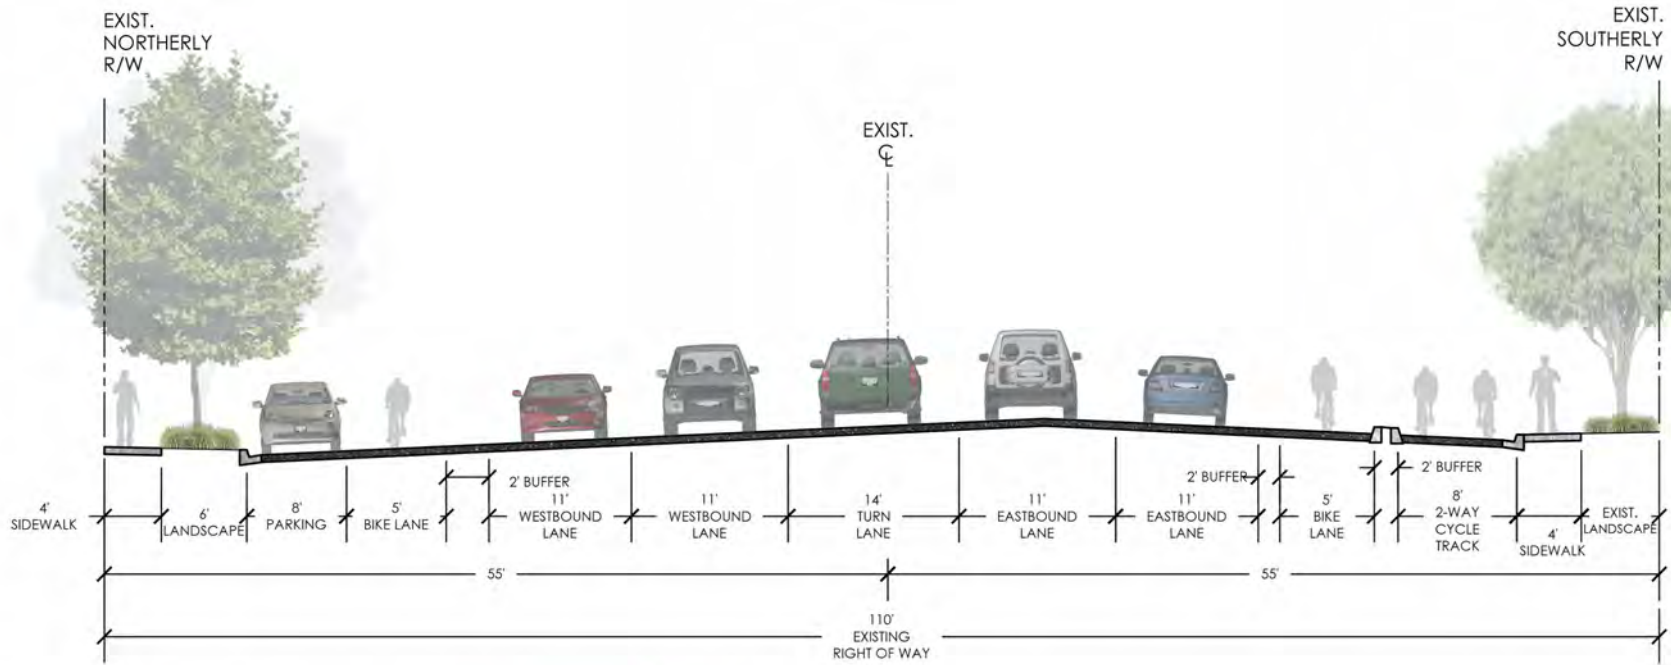 EXIST.
NORTHERLY
R/W
EXIST.
SOUTHERLY
R/W
EXIST.
℄
4'
SIDEWALK
6'
LANDSCAPE
8'
PARKING
5'
BIKE LANE
2' BUFFER
11'
WESTBOUND
LANE
11'
WESTBOUND
LANE
14'
TURN
LANE
11'
EASTBOUND
LANE
11'
EASTBOUND
LANE
2' BUFFER
5'
BIKE
LANE
2' BUFFER
8'
2-WAY
CYCLE
TRACK
4'
SIDEWALK
EXIST.
LANDSCAPE
55'
55'
110'
EXISTING
RIGHT OF WAY